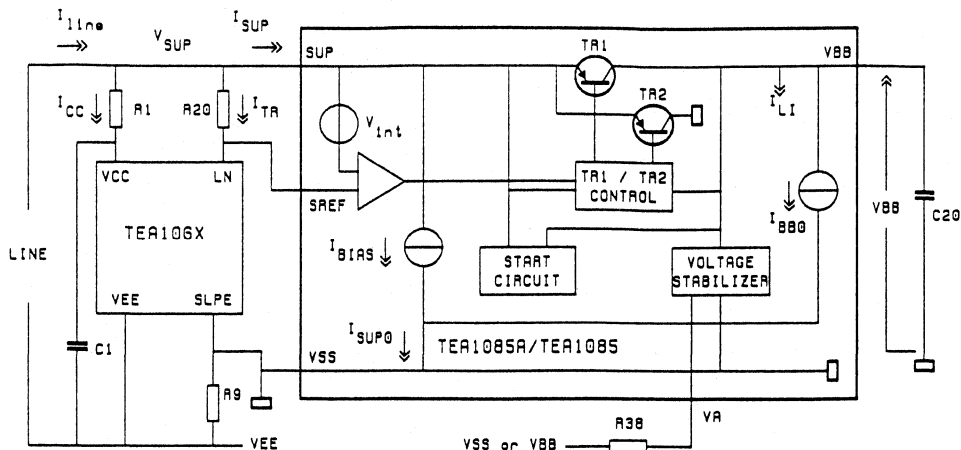 I line
V SUP
I SUP
SUP
TR1
VBB
I CC
R1
R20
I TR
V int
TR2
I LI
VCC
LN
SREF
TR1 / TR2
CONTROL
I BB0
VBB
C20
TEA106X
LINE
I BIAS
START
CIRCUIT
VOLTAGE
STABILIZER
VEE
SLPE
I SUP0
C1
VSS
TEA1085A/TEA1085
R9
VEE
R38
VA
VSS or VBB